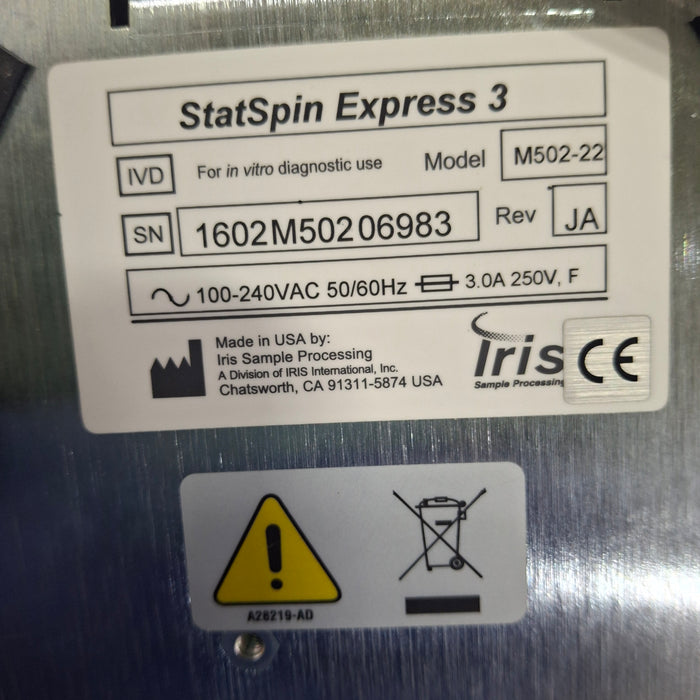 StatSpin Express 3
IVD For in vitro diagnostic use Model M502-22
SN 1602M50206983 Rev JA
100-240VAC 50/60Hz 3.0A 250V, F
Made in USA by:
Iris Sample Processing
A Division of IRIS International, Inc.
Chatsworth, CA 91311-5874 USA
Iris
Sample Processing
CE
A28219-AD